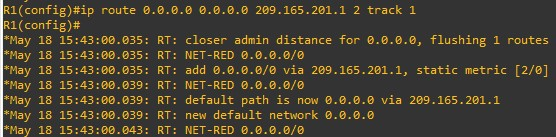 R1(config)#ip route 0.0.0.0 0.0.0.0 209.165.201.1 2 track 1
R1(config)#
*May 18 15:43:00.035: RT: closer admin distance for 0.0.0.0, flushing 1 routes
*May 18 15:43:00.035: RT: NET-RED 0.0.0.0/0
*May 18 15:43:00.035: RT: add 0.0.0.0/0 via 209.165.201.1, static metric [2/0]
*May 18 15:43:00.039: RT: NET-RED 0.0.0.0/0
*May 18 15:43:00.039: RT: default path is now 0.0.0.0 via 209.165.201.1
*May 18 15:43:00.039: RT: new default network 0.0.0.0
*May 18 15:43:00.043: RT: NET-RED 0.0.0.0/0